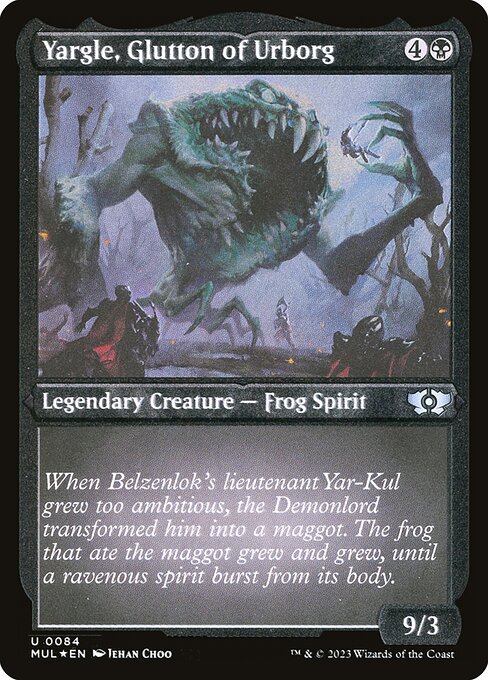 Yargle, Glutton of Urborg 4
Legendary Creature — Frog Spirit
When Belzenlok's lieutenant Yar-Kul
grew too ambitious, the Demonlord
transformed him into a maggot. The frog
that ate the maggot grew and grew, until
a ravenous spirit burst from its body.
9/3
U 0084
MUL★EN Jehan Choo
™ & © 2023 Wizards of the Coast